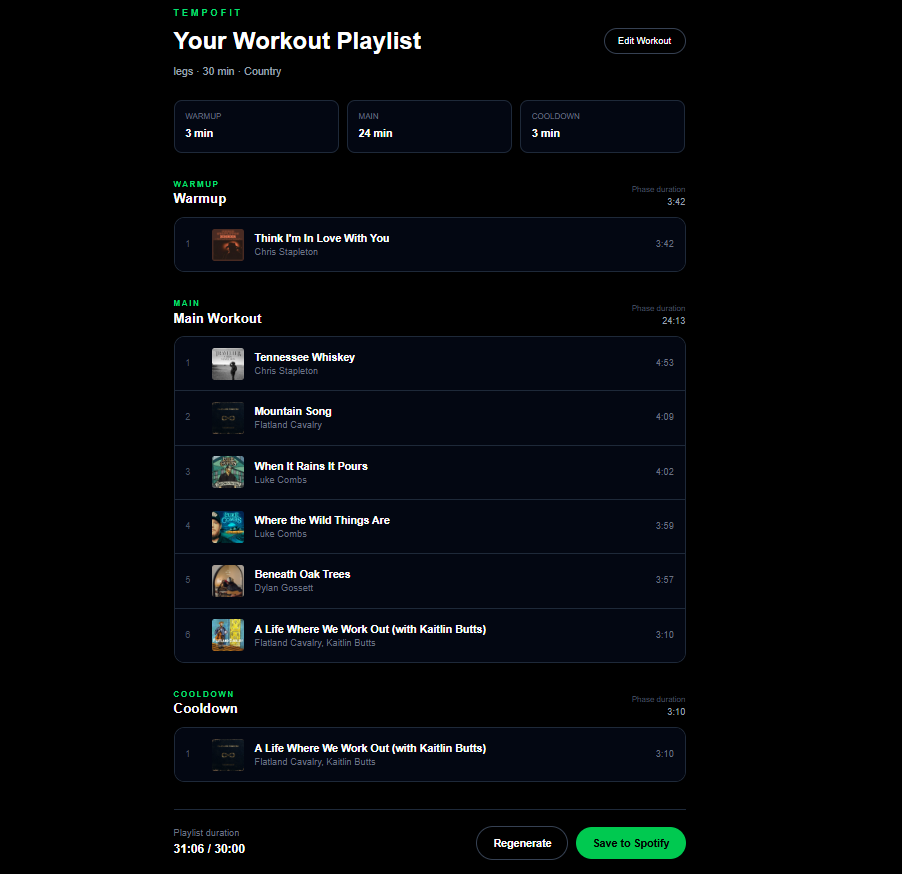 TEMPOFIT
Your Workout Playlist
Edit Workout
legs · 30 min · Country
WARMUP
3 min
MAIN
24 min
COOLDOWN
3 min
WARMUP
Warmup
Phase duration
3:42
1
Think I'm In Love With You
Chris Stapleton
3:42
MAIN
Main Workout
Phase duration
24:13
1
Tennessee Whiskey
Chris Stapleton
4:53
2
Mountain Song
Flatland Cavalry
4:09
3
When It Rains It Pours
Luke Combs
4:02
4
Where the Wild Things Are
Luke Combs
3:59
5
Beneath Oak Trees
Dylan Gossett
3:57
6
A Life Where We Work Out (with Kaitlin Butts)
Flatland Cavalry, Kaitlin Butts
3:10
COOLDOWN
Cooldown
Phase duration
3:10
1
A Life Where We Work Out (with Kaitlin Butts)
Flatland Cavalry, Kaitlin Butts
3:10
Playlist duration
31:06 / 30:00
Regenerate
Save to Spotify